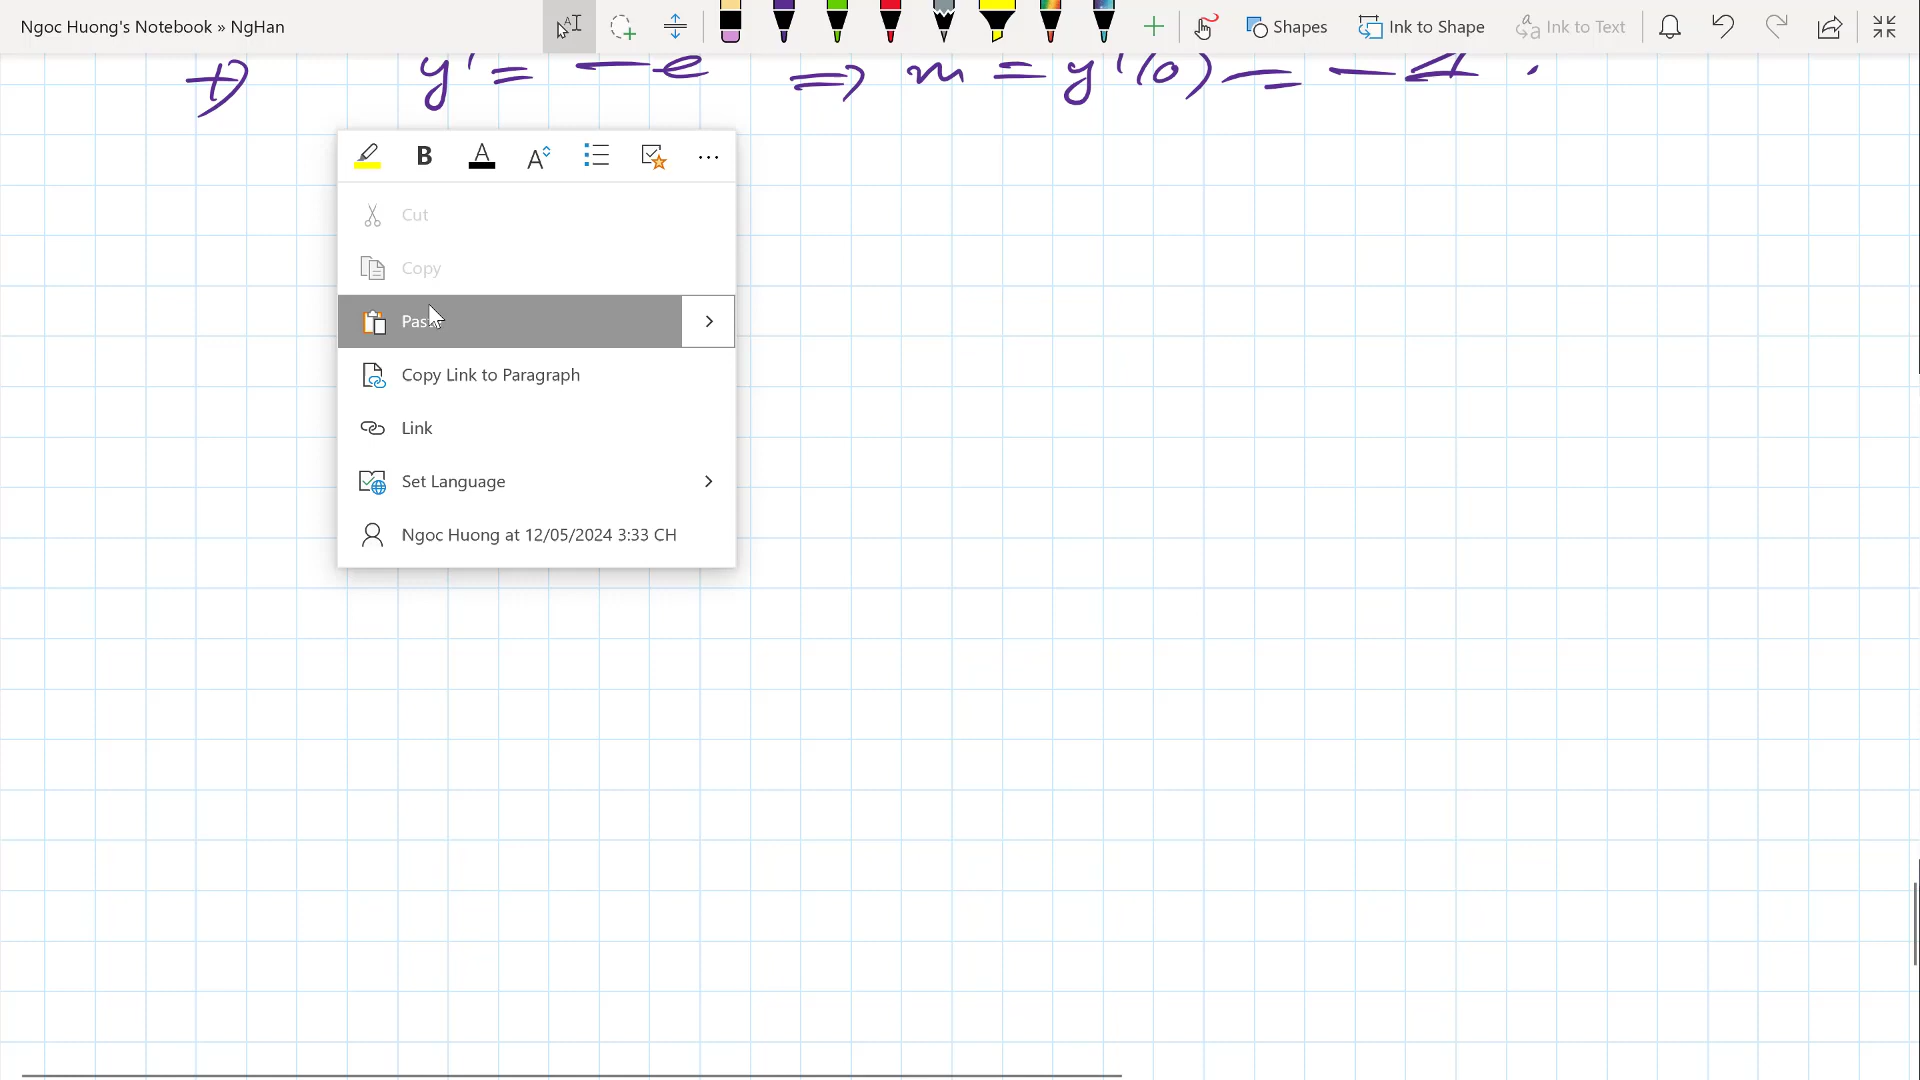 Ngoc Huong's Notebook » NgHan
Shapes
Ink to Shape
Ink to Text
+) y' = -e => m = y'(0) = -1.
B A A
Cut
Copy
Copy Link to Paragraph
Link
Set Language
Ngoc Huong at 12/05/2024 3:33 CH